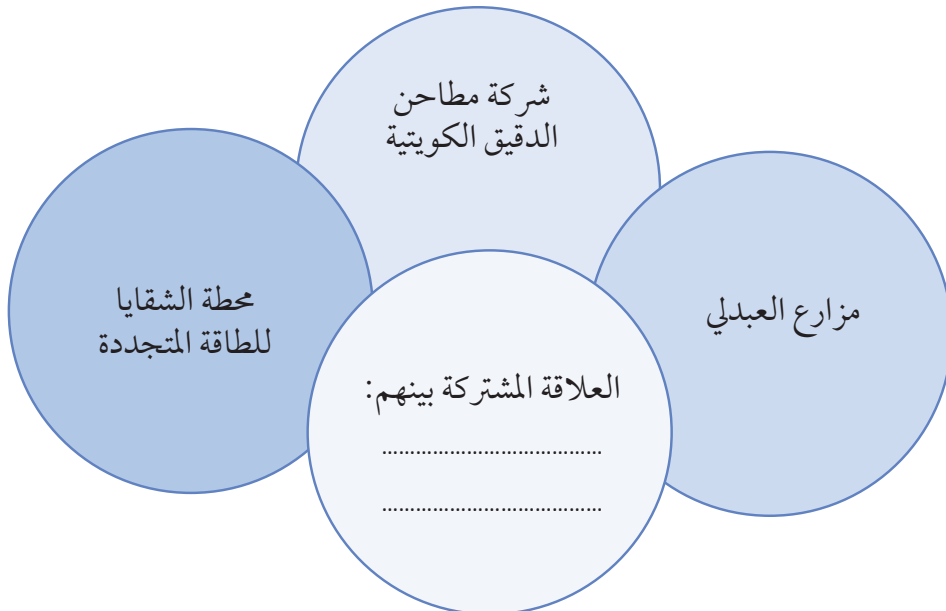 شركة مطاحن
الدقيق الكويتية
مزارع العبدلي
محطة الشقايا
للطاقة المتجددة
العلاقة المشتركة بينهم:
.......................................
.......................................